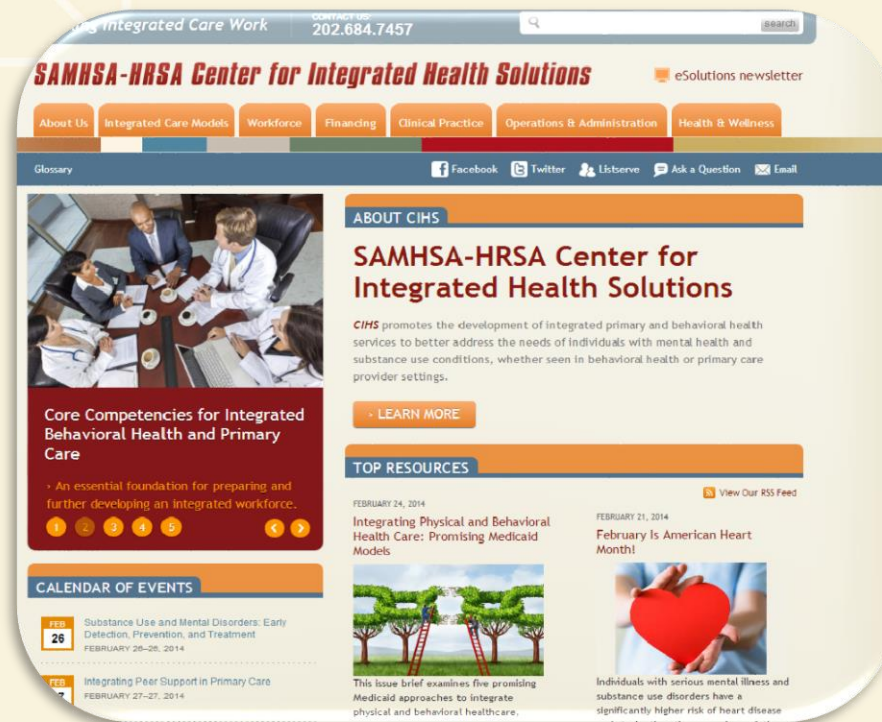 Integrated Care Work
CONTACT US:
202.684.7457
search
SAMHSA-HRSA Center for Integrated Health Solutions
eSolutions newsletter
About Us
Integrated Care Models
Workforce
Financing
Clinical Practice
Operations & Administration
Health & Wellness
Glossary
Facebook
Twitter
Listserve
Ask a Question
Email
Core Competencies for Integrated
Behavioral Health and Primary
Care
An essential foundation for preparing and
further developing an integrated workforce.
1 2 3 4 5
CALENDAR OF EVENTS
FEB
26
Substance Use and Mental Disorders: Early
Detection, Prevention, and Treatment
FEBRUARY 26–26, 2014
FEB
Integrating Peer Support in Primary Care
FEBRUARY 27–27, 2014
ABOUT CIHS
SAMHSA-HRSA Center for
Integrated Health Solutions
CIHS promotes the development of integrated primary and behavioral health
services to better address the needs of individuals with mental health and
substance use conditions, whether seen in behavioral health or primary care
provider settings.
› LEARN MORE
TOP RESOURCES
View Our RSS Feed
FEBRUARY 24, 2014
Integrating Physical and Behavioral
Health Care: Promising Medicaid
Models
This issue brief examines five promising
Medicaid approaches to integrate
physical and behavioral healthcare.
FEBRUARY 21, 2014
February Is American Heart
Month!
Individuals with serious mental illness and
substance use disorders have a
significantly higher risk of heart disease